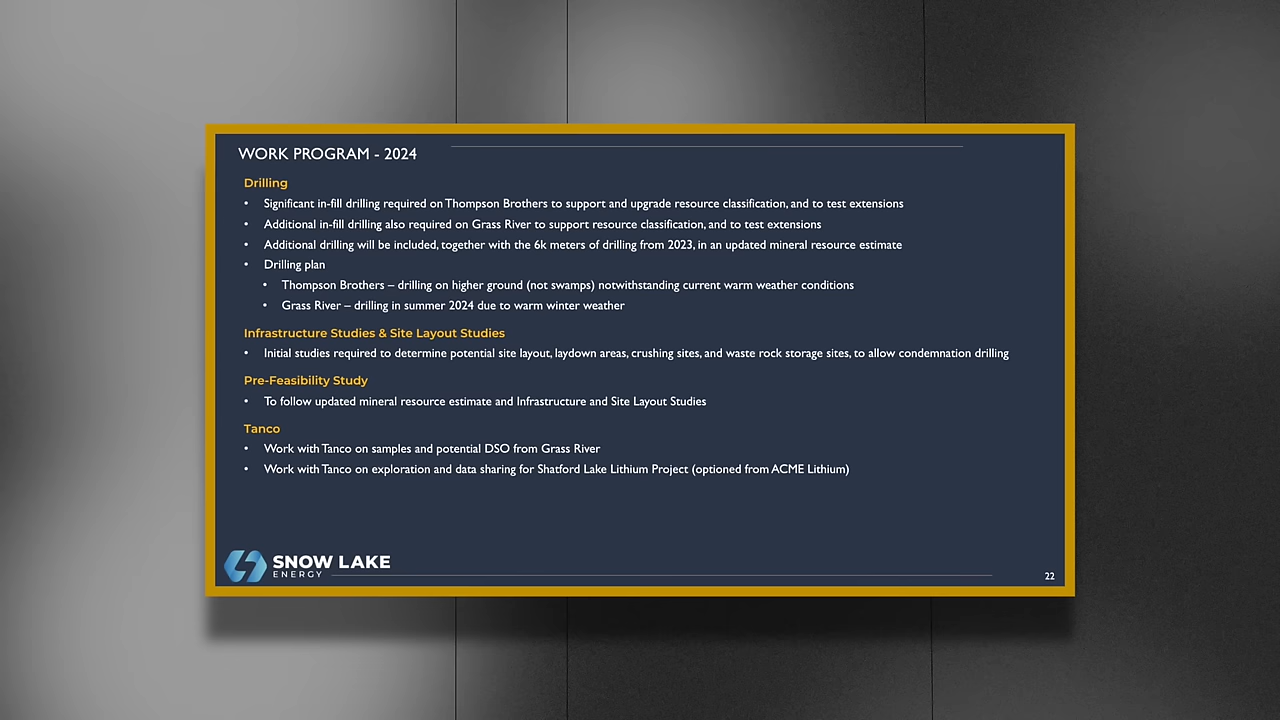 WORK PROGRAM - 2024
Drilling
• Significant in-fill drilling required on Thompson Brothers to support and upgrade resource classification, and to test extensions
• Additional in-fill drilling also required on Grass River to support resource classification, and to test extensions
• Additional drilling will be included, together with the 6k meters of drilling from 2023, in an updated mineral resource estimate
• Drilling plan
• Thompson Brothers – drilling on higher ground (not swamps) notwithstanding current warm weather conditions
• Grass River – drilling in summer 2024 due to warm winter weather
Infrastructure Studies & Site Layout Studies
• Initial studies required to determine potential site layout, laydown areas, crushing sites, and waste rock storage sites, to allow condemnation drilling
Pre-Feasibility Study
• To follow updated mineral resource estimate and Infrastructure and Site Layout Studies
Tanco
• Work with Tanco on samples and potential DSO from Grass River
• Work with Tanco on exploration and data sharing for Shatford Lake Lithium Project (optioned from ACME Lithium)
SNOW LAKE
ENERGY
22